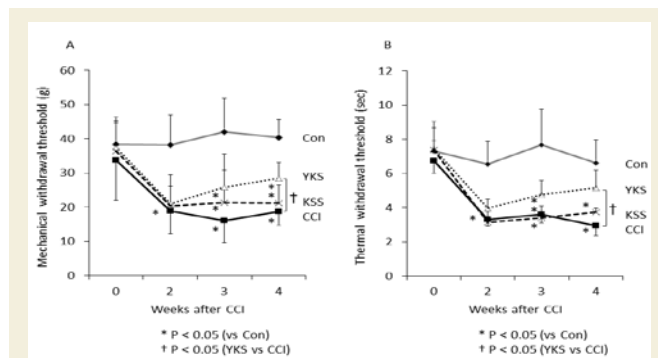 A
60
50
40
30
20
10
0
Mechanical withdrawal threshold (g)
Con
YKS
†
KSS
CCI
*
*
*
*
*
*
*
0 2 3 4
Weeks after CCI
* P < 0.05 (vs Con)
† P < 0.05 (YKS vs CCI)
B
12
10
8
6
4
2
0
Thermal withdrawal threshold (sec)
Con
YKS
†
KSS
CCI
*
*
*
*
*
*
0 2 3 4
Weeks after CCI
* P < 0.05 (vs Con)
† P < 0.05 (YKS vs CCI)